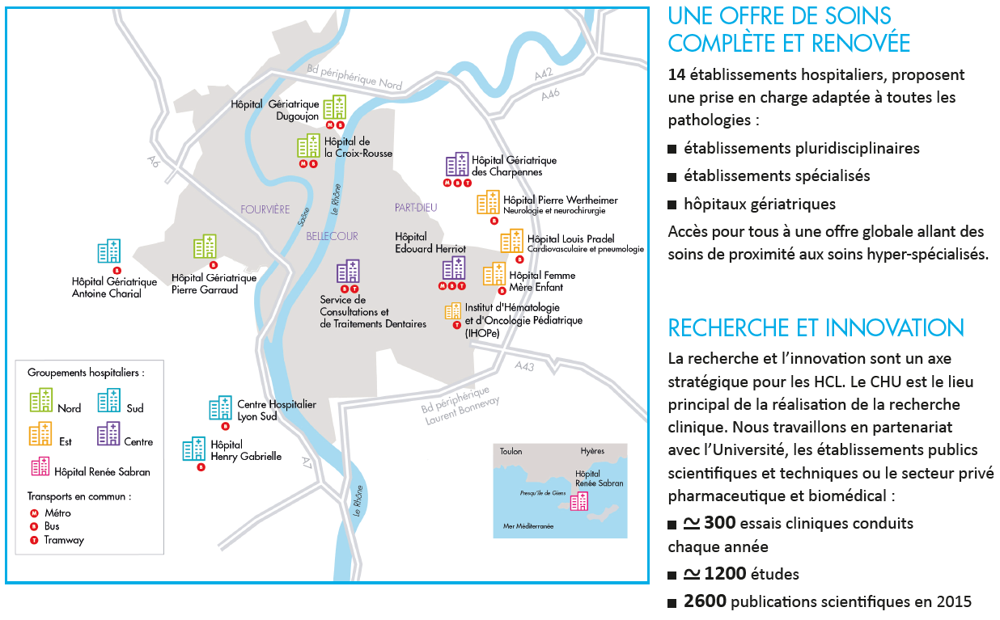 Bd périphérique Nord
A42
A46
Hôpital Gériatrique
Dugoujon
M B
Hôpital de
la Croix-Rousse
M B
A6
Hôpital Gériatrique
des Charpennes
M B T
Hôpital Pierre Wertheimer
Neurologie et neurochirurgie
B
FOURVIÈRE
Saône
Le Rhône
PART-DIEU
BELLECOUR
Hôpital
Edouard Herriot
M B T
Hôpital Louis Pradel
Cardiovasculaire et pneumologie
B
B
Hôpital Gériatrique
Antoine Charial
B
Hôpital Gériatrique
Pierre Garraud
B T
Service de
Consultations et
de Traitements Dentaires
Hôpital Femme
Mère Enfant
B
Institut d'Hématologie
et d'Oncologie Pédiatrique
(IHOPe)
T
A43
Bd périphérique
Laurent Bonnevay
Centre Hospitalier
Lyon Sud
B
Hôpital
Henry Gabrielle
B
A7
Le Rhône
Groupements hospitaliers :
Nord
Sud
Est
Centre
Hôpital Renée Sabran
Transports en commun :
M Métro
B Bus
T Tramway
Toulon
Hyères
Hôpital
Renée Sabran
Presqu'île de Giens
Mer Méditerranée
UNE OFFRE DE SOINS
COMPLÈTE ET RENOVÉE
14 établissements hospitaliers, proposent
une prise en charge adaptée à toutes les
pathologies :
■ établissements pluridisciplinaires
■ établissements spécialisés
■ hôpitaux gériatriques
Accès pour tous à une offre globale allant des
soins de proximité aux soins hyper-spécialisés.
RECHERCHE ET INNOVATION
La recherche et l'innovation sont un axe
stratégique pour les HCL. Le CHU est le lieu
principal de la réalisation de la recherche
clinique. Nous travaillons en partenariat
avec l'Université, les établissements publics
scientifiques et techniques ou le secteur privé
pharmaceutique et biomédical :
■ ≃ 300 essais cliniques conduits
chaque année
■ ≃ 1200 études
■ 2600 publications scientifiques en 2015